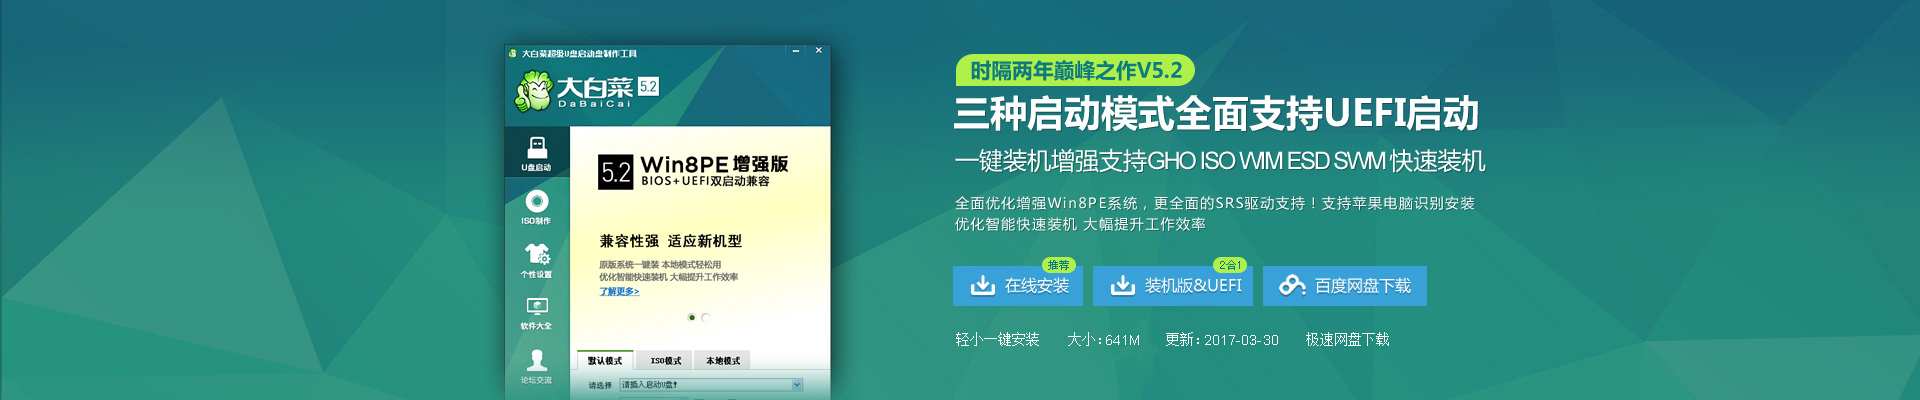 大白菜超级U盘启动盘制作工具
大白菜 5.2
DaBaiCai
U盘启动
ISO制作
个性设置
软件大全
论坛交流
5.2 Win8PE 增强版
BIOS+UEFI双启动兼容
兼容性强 适应新机型
原版系统一键装 本地模式轻松用
优化智能快速装机 大幅提升工作效率
了解更多>
默认模式 ISO模式 本地模式
请选择 请插入启动U盘!
时隔两年巅峰之作V5.2
三种启动模式全面支持UEFI启动
一键装机增强支持GHO ISO WIM ESD SWM 快速装机
全面优化增强Win8PE系统，更全面的SRS驱动支持！支持苹果电脑识别安装
优化智能快速装机 大幅提升工作效率
在线安装 推荐
装机版&UEFI 2合1
百度网盘下载
轻小一键安装 大小：641M 更新：2017-03-30 极速网盘下载